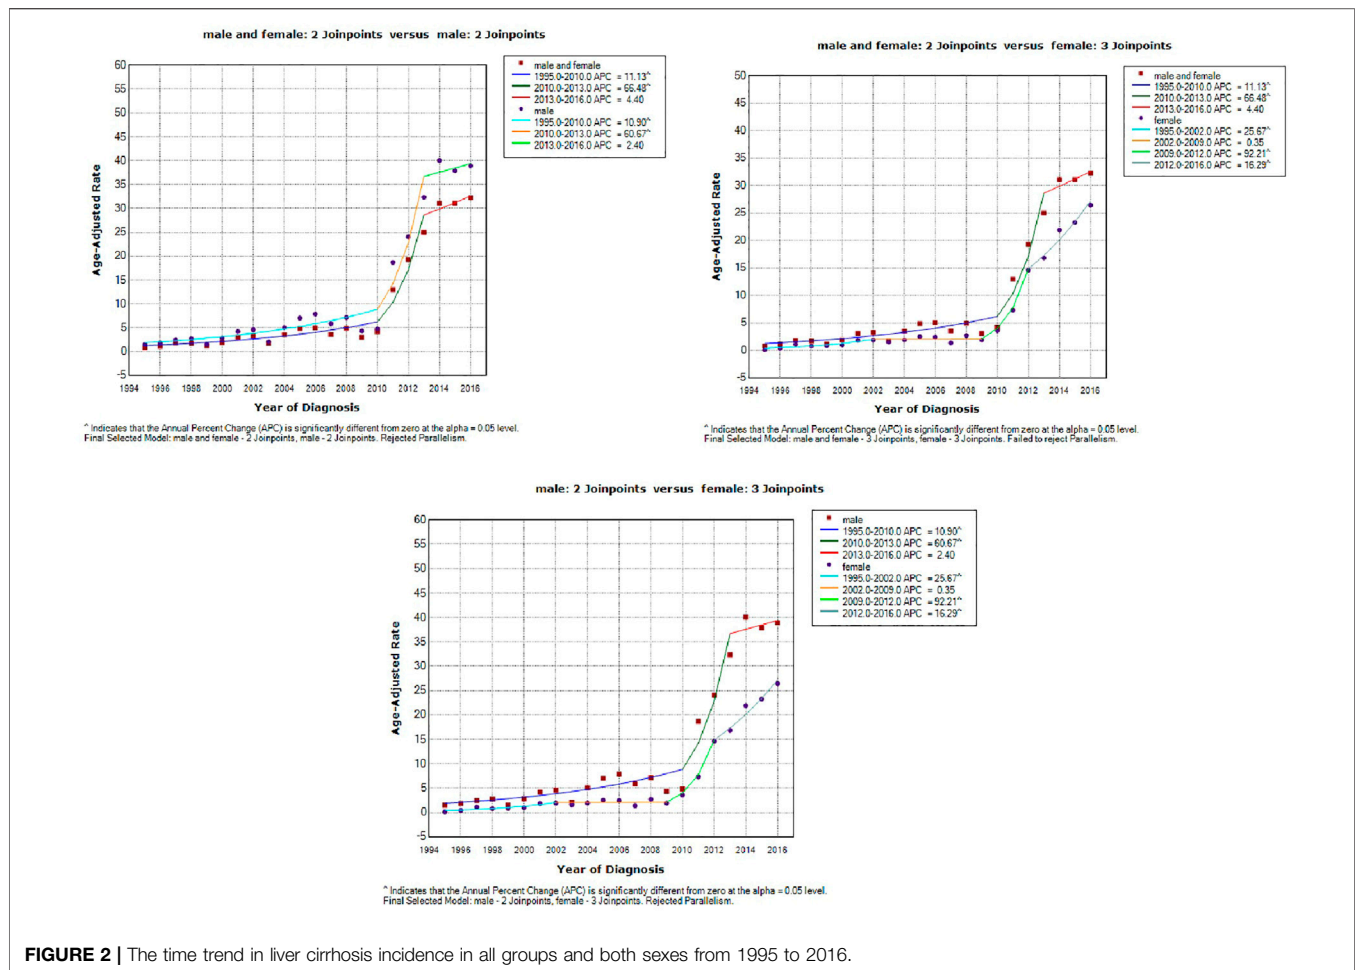 male and female: 2 Joinpoints versus male: 2 Joinpoints
60
55
50
45
40
35
30
25
20
15
10
5
0
-5
Age-Adjusted Rate
1994 1996 1998 2000 2002 2004 2006 2008 2010 2012 2014 2016
Year of Diagnosis
male and female
1995.0-2010.0 APC = 11.13^
2010.0-2013.0 APC = 66.48^
2013.0-2016.0 APC = 4.40
male
1995.0-2010.0 APC = 10.90^
2010.0-2013.0 APC = 60.67^
2013.0-2016.0 APC = 2.40
^ Indicates that the Annual Percent Change (APC) is significantly different from zero at the alpha = 0.05 level.
Final Selected Model: male and female - 2 Joinpoints, male - 2 Joinpoints. Rejected Parallelism.
male and female: 2 Joinpoints versus female: 3 Joinpoints
50
45
40
35
30
25
20
15
10
5
0
-5
Age-Adjusted Rate
1994 1996 1998 2000 2002 2004 2006 2008 2010 2012 2014 2016
Year of Diagnosis
male and female
1995.0-2010.0 APC = 11.13^
2010.0-2013.0 APC = 66.48^
2013.0-2016.0 APC = 4.40
female
1995.0-2002.0 APC = 25.67^
2002.0-2009.0 APC = 0.35
2009.0-2012.0 APC = 92.21^
2012.0-2016.0 APC = 16.29^
^ Indicates that the Annual Percent Change (APC) is significantly different from zero at the alpha = 0.05 level.
Final Selected Model: male and female - 3 Joinpoints, female - 3 Joinpoints. Failed to reject Parallelism.
male: 2 Joinpoints versus female: 3 Joinpoints
60
55
50
45
40
35
30
25
20
15
10
5
0
-5
Age-Adjusted Rate
1994 1996 1998 2000 2002 2004 2006 2008 2010 2012 2014 2016
Year of Diagnosis
male
1995.0-2010.0 APC = 10.90^
2010.0-2013.0 APC = 60.67^
2013.0-2016.0 APC = 2.40
female
1995.0-2002.0 APC = 25.67^
2002.0-2009.0 APC = 0.35
2009.0-2012.0 APC = 92.21^
2012.0-2016.0 APC = 16.29^
^ Indicates that the Annual Percent Change (APC) is significantly different from zero at the alpha = 0.05 level.
Final Selected Model: male - 2 Joinpoints, female - 3 Joinpoints. Rejected Parallelism.
FIGURE 2 | The time trend in liver cirrhosis incidence in all groups and both sexes from 1995 to 2016.